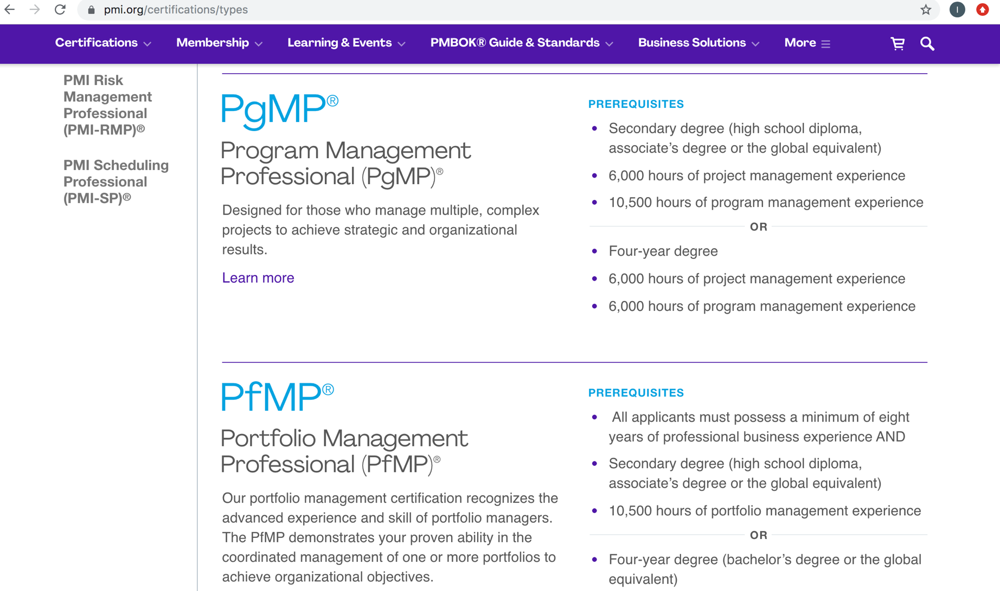 pmi.org/certifications/types
I
Certifications Membership Learning & Events PMBOK® Guide & Standards Business Solutions More
PMI Risk
Management
Professional
(PMI-RMP)®
PMI Scheduling
Professional
(PMI-SP)®
PgMP®
Program Management
Professional (PgMP)®
Designed for those who manage multiple, complex
projects to achieve strategic and organizational
results.
Learn more
PREREQUISITES
• Secondary degree (high school diploma,
associate’s degree or the global equivalent)
• 6,000 hours of project management experience
• 10,500 hours of program management experience
OR
• Four-year degree
• 6,000 hours of project management experience
• 6,000 hours of program management experience
PfMP®
Portfolio Management
Professional (PfMP)®
Our portfolio management certification recognizes the
advanced experience and skill of portfolio managers.
The PfMP demonstrates your proven ability in the
coordinated management of one or more portfolios to
achieve organizational objectives.
PREREQUISITES
• All applicants must possess a minimum of eight
years of professional business experience AND
• Secondary degree (high school diploma,
associate’s degree or the global equivalent)
• 10,500 hours of portfolio management experience
OR
• Four-year degree (bachelor’s degree or the global
equivalent)